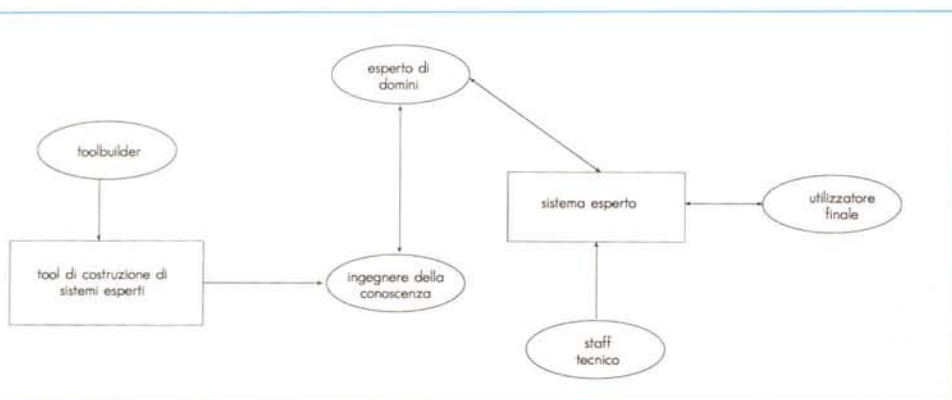 esperto di
domini
toolbuilder
sistema esperto
utilizzatore
finale
tool di costruzione di
sistemi esperti
ingegnere della
conoscenza
staff
tecnico